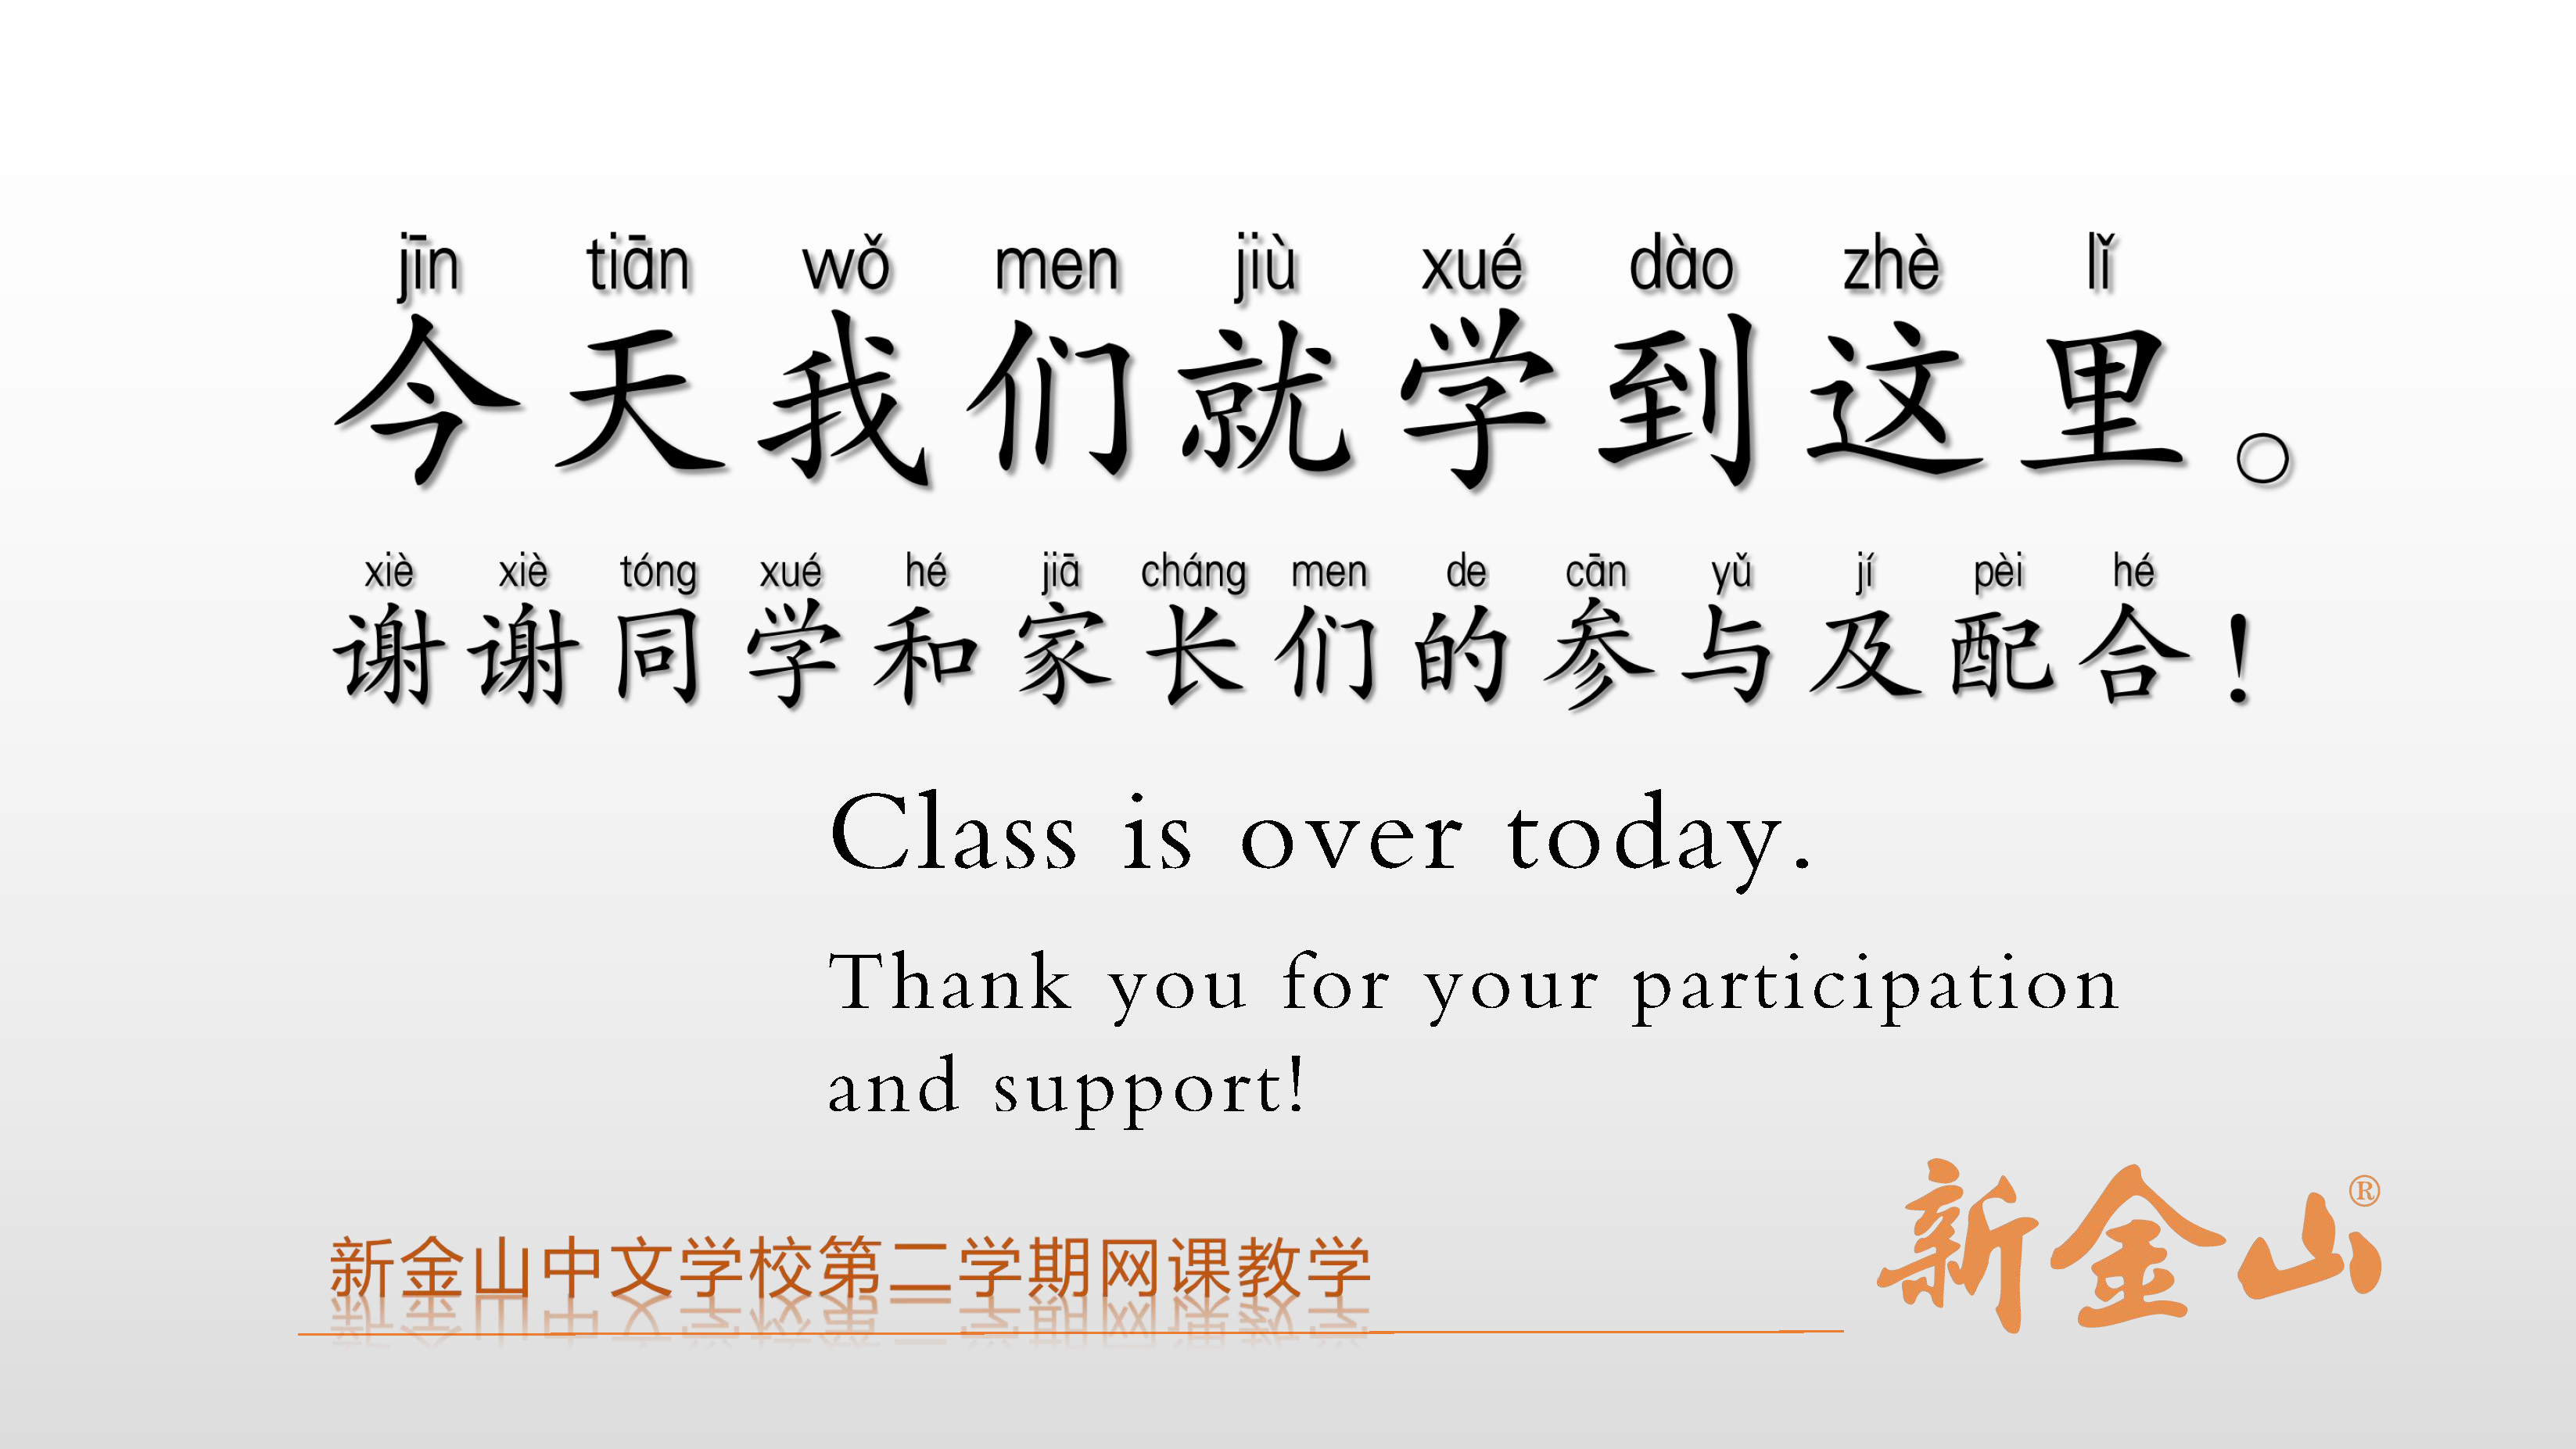 jīn tiān wǒ men jiù xué dào zhè lǐ
今天我们就学到这里。
xiè xiè tóng xué hé jiā cháng men de cān yǔ jí pèi hé
谢谢同学和家长们的参与及配合！
Class is over today.
Thank you for your participation
and support!
新金山®
新金山中文学校第二学期网课教学